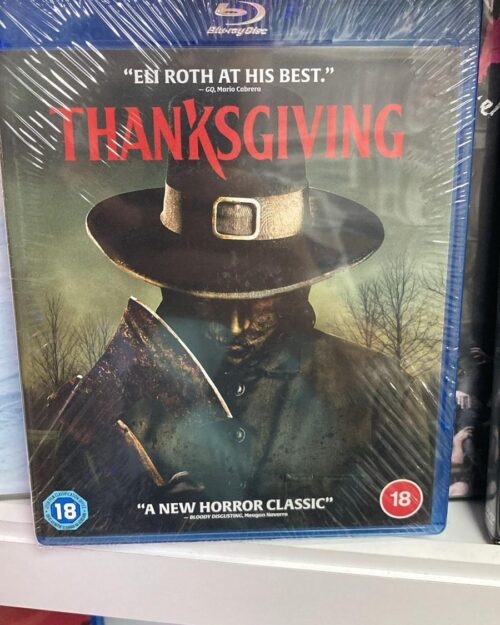 Blu-ray Disc
“ELI ROTH AT HIS BEST.”
— GQ, Mario Cabrera
THANKSGIVING
“A NEW HORROR CLASSIC”
— BLOODY DISGUSTING, Meagan Navarro
18
18